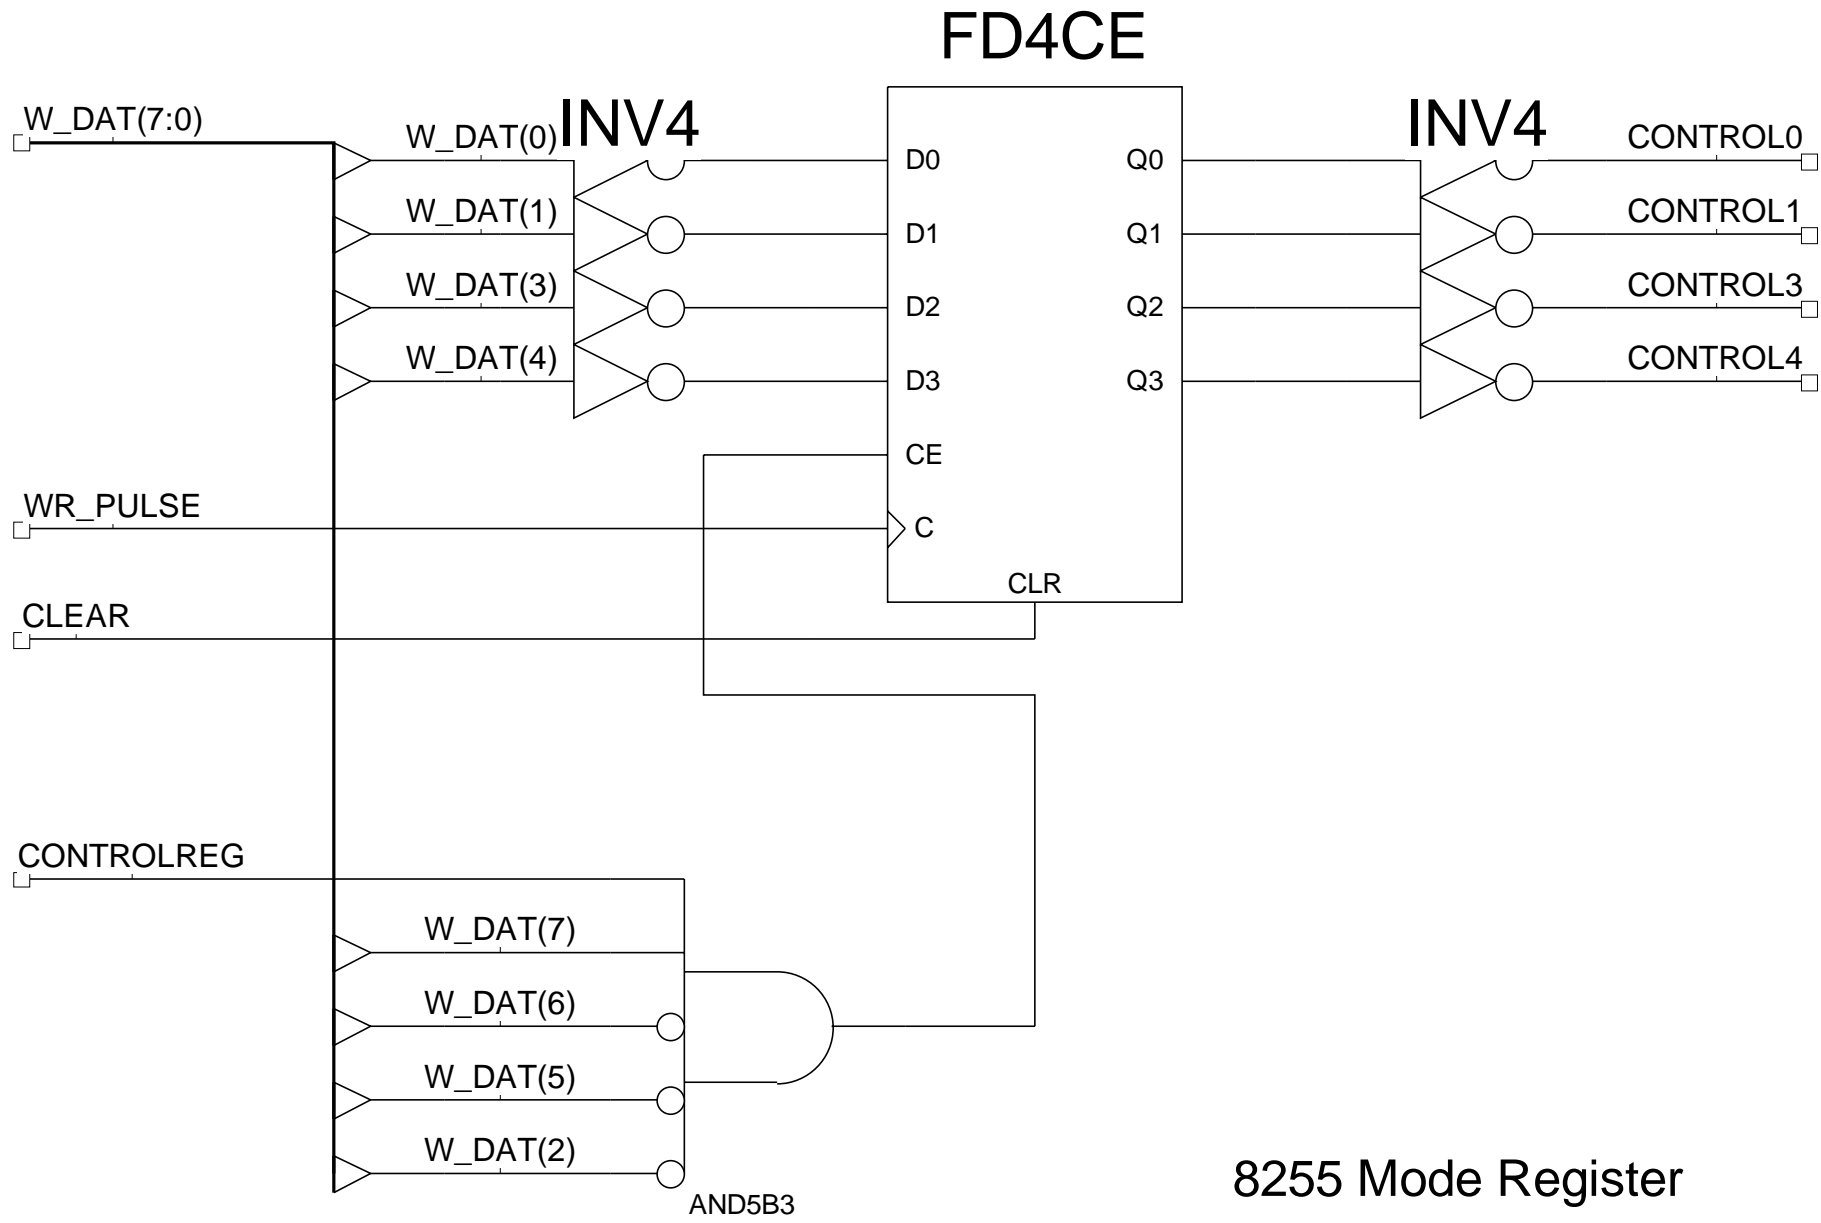 FD4CE
W_DAT(7:0)
W_DAT(0)
INV4
INV4
CONTROL0
D0
Q0
W_DAT(1)
CONTROL1
D1
Q1
W_DAT(3)
CONTROL3
D2
Q2
W_DAT(4)
CONTROL4
D3
Q3
CE
WR_PULSE
C
CLR
CLEAR
CONTROLREG
W_DAT(7)
W_DAT(6)
W_DAT(5)
W_DAT(2)
AND5B3
8255 Mode Register